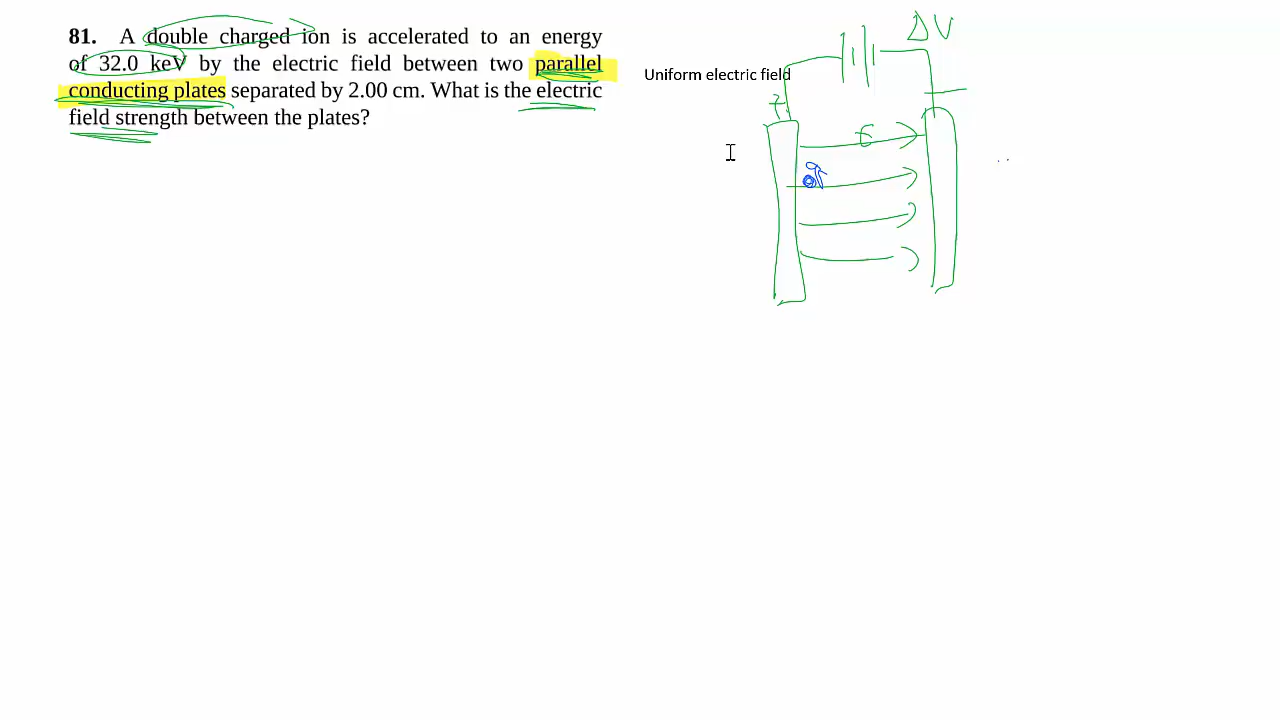 81. A double charged ion is accelerated to an energy
of 32.0 keV by the electric field between two parallel
conducting plates separated by 2.00 cm. What is the electric
field strength between the plates?
ΔV
Uniform electric field
+
E